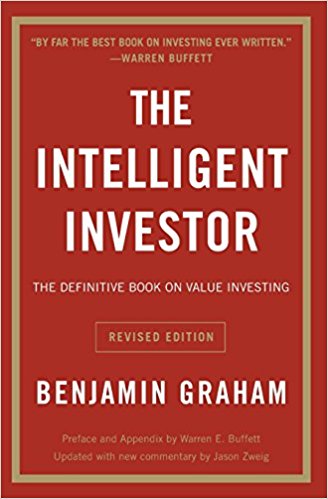 “BY FAR THE BEST BOOK ON INVESTING EVER WRITTEN.”
—WARREN BUFFETT
THE
INTELLIGENT
INVESTOR
THE DEFINITIVE BOOK ON VALUE INVESTING
REVISED EDITION
BENJAMIN GRAHAM
Preface and Appendix by Warren E. Buffett
Updated with new commentary by Jason Zweig